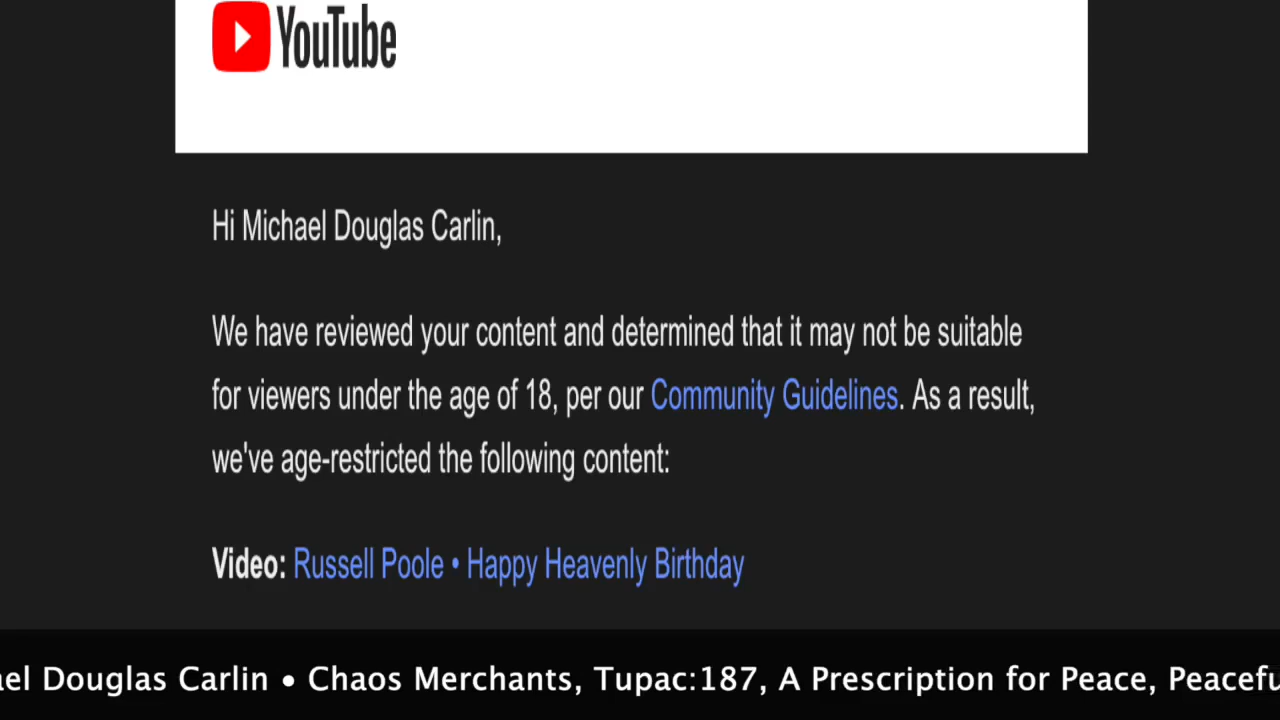 YouTube
Hi Michael Douglas Carlin,
We have reviewed your content and determined that it may not be suitable
for viewers under the age of 18, per our Community Guidelines. As a result,
we've age-restricted the following content:
Video: Russell Poole • Happy Heavenly Birthday
ael Douglas Carlin • Chaos Merchants, Tupac:187, A Prescription for Peace, Peacefu